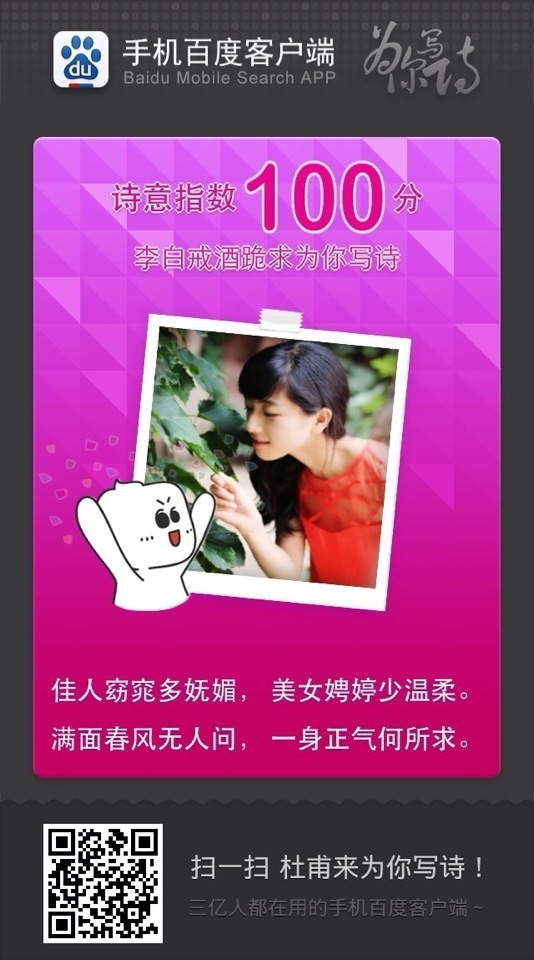 手机百度客户端
Baidu Mobile Search APP
为你写诗
du
诗意指数100分
李白戒酒跪求为你写诗
佳人窈窕多妩媚，美女娉婷少温柔。
满面春风无人问，一身正气何所求。
扫一扫 杜甫来为你写诗！
三亿人都在用的手机百度客户端~